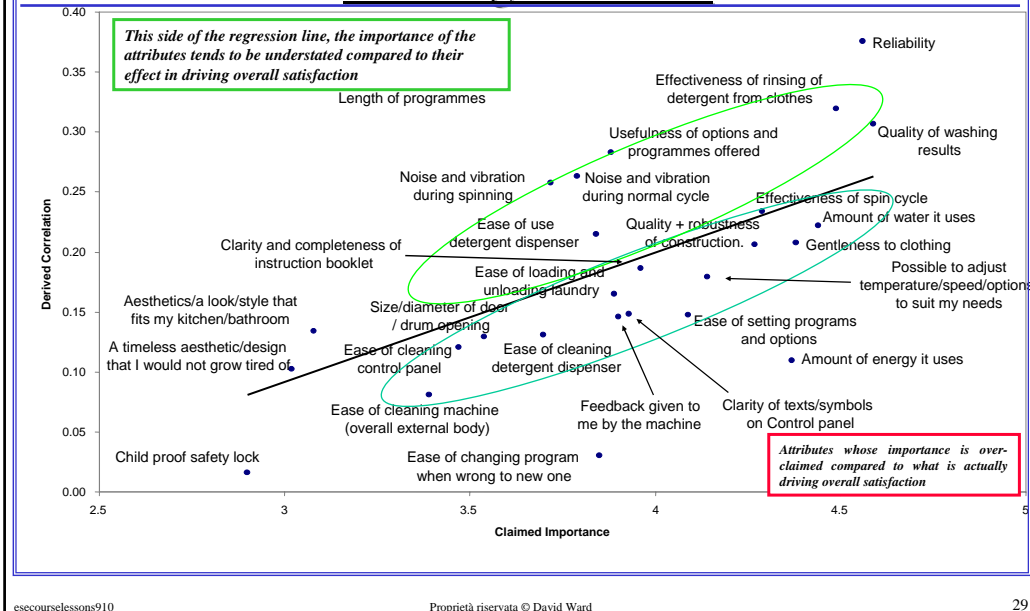 0.40
0.35
0.30
0.25
0.20
0.15
0.10
0.05
0.00
Derived Correlation
This side of the regression line, the importance of the
attributes tends to be understated compared to their
effect in driving overall satisfaction
Length of programmes
Reliability
Effectiveness of rinsing of
detergent from clothes
Usefulness of options and
programmes offered
Quality of washing
results
Noise and vibration
during spinning
Noise and vibration
during normal cycle
Effectiveness of spin cycle
Amount of water it uses
Ease of use
detergent dispenser
Quality + robustness
of construction.
Gentleness to clothing
Clarity and completeness of
instruction booklet
Ease of loading and
unloading laundry
Possible to adjust
temperature/speed/options
to suit my needs
Aesthetics/a look/style that
fits my kitchen/bathroom
Size/diameter of door
/ drum opening
Ease of setting programs
and options
A timeless aesthetic/design
that I would not grow tired of
Ease of cleaning
control panel
Ease of cleaning
detergent dispenser
Amount of energy it uses
Ease of cleaning machine
(overall external body)
Feedback given to
me by the machine
Clarity of texts/symbols
on Control panel
Child proof safety lock
Ease of changing program
when wrong to new one
Attributes whose importance is over-
claimed compared to what is actually
driving overall satisfaction
2.5 3 3.5 4 4.5 5
Claimed Importance
esecourselessons910 Proprietà riservata © David Ward 29